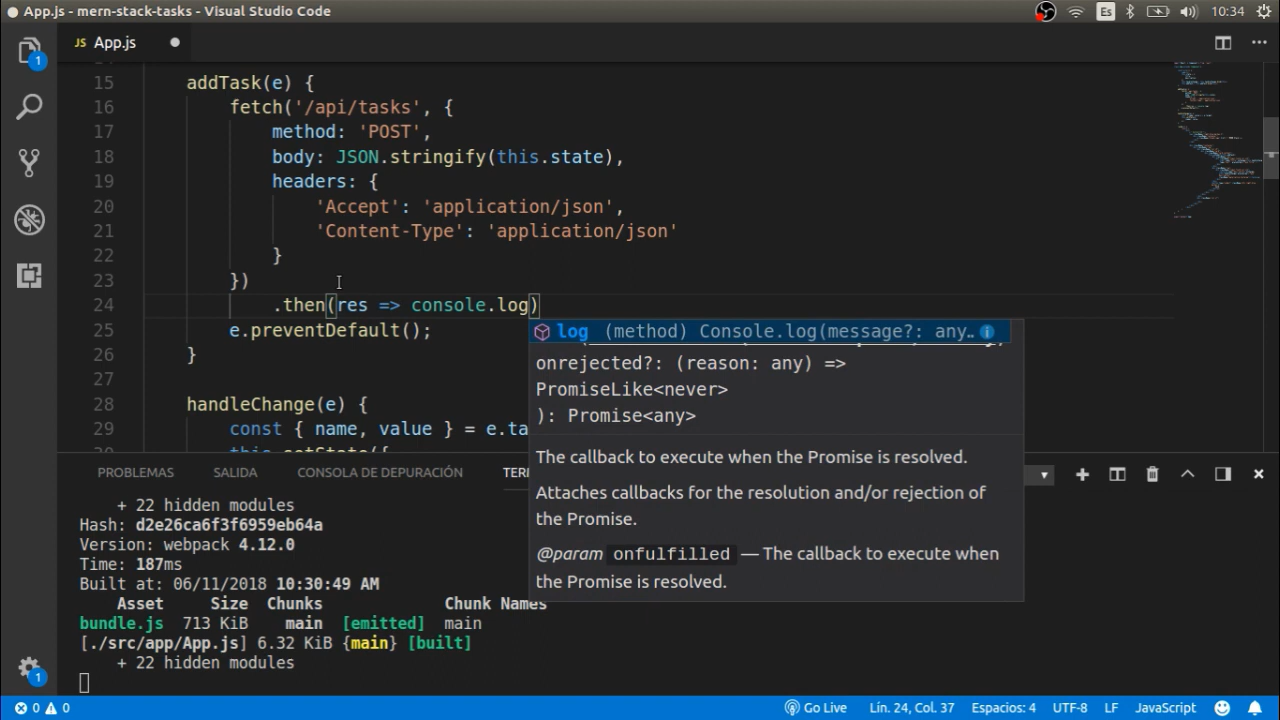 App.js - mern-stack-tasks - Visual Studio Code
Es
10:34
JS App.js
15 addTask(e) {
16 fetch('/api/tasks', {
17 method: 'POST',
18 body: JSON.stringify(this.state),
19 headers: {
20 'Accept': 'application/json',
21 'Content-Type': 'application/json'
22 }
23 })
24 .then(res => console.log)
25 e.preventDefault();
26 }
27
28 handleChange(e) {
29 const { name, value } = e.ta
log (method) Console.log(message?: any…
onrejected?: (reason: any) =>
PromiseLike<never>
): Promise<any>
The callback to execute when the Promise is resolved.
Attaches callbacks for the resolution and/or rejection of
the Promise.
@param onfulfilled — The callback to execute when
the Promise is resolved.
PROBLEMAS SALIDA CONSOLA DE DEPURACIÓN TER
+ 22 hidden modules
Hash: d2e26ca6f3f6959eb64a
Version: webpack 4.12.0
Time: 187ms
Built at: 06/11/2018 10:30:49 AM
Asset Size Chunks Chunk Names
bundle.js 713 KiB main [emitted] main
[./src/app/App.js] 6.32 KiB {main} [built]
+ 22 hidden modules
1
1
0 0
Go Live
Lín. 24, Col. 37
Espacios: 4
UTF-8
LF
JavaScript